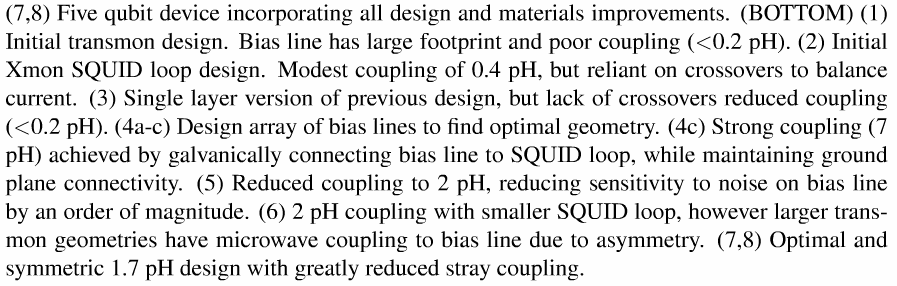 (7,8) Five qubit device incorporating all design and materials improvements. (BOTTOM) (1)
Initial transmon design. Bias line has large footprint and poor coupling (<0.2 pH). (2) Initial
Xmon SQUID loop design. Modest coupling of 0.4 pH, but reliant on crossovers to balance
current. (3) Single layer version of previous design, but lack of crossovers reduced coupling
(<0.2 pH). (4a-c) Design array of bias lines to find optimal geometry. (4c) Strong coupling (7
pH) achieved by galvanically connecting bias line to SQUID loop, while maintaining ground
plane connectivity. (5) Reduced coupling to 2 pH, reducing sensitivity to noise on bias line
by an order of magnitude. (6) 2 pH coupling with smaller SQUID loop, however larger trans-
mon geometries have microwave coupling to bias line due to asymmetry. (7,8) Optimal and
symmetric 1.7 pH design with greatly reduced stray coupling.